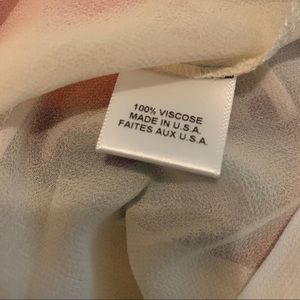 100% VISCOSE
MADE IN U.S.A.
FAITES AUX U.S.A.